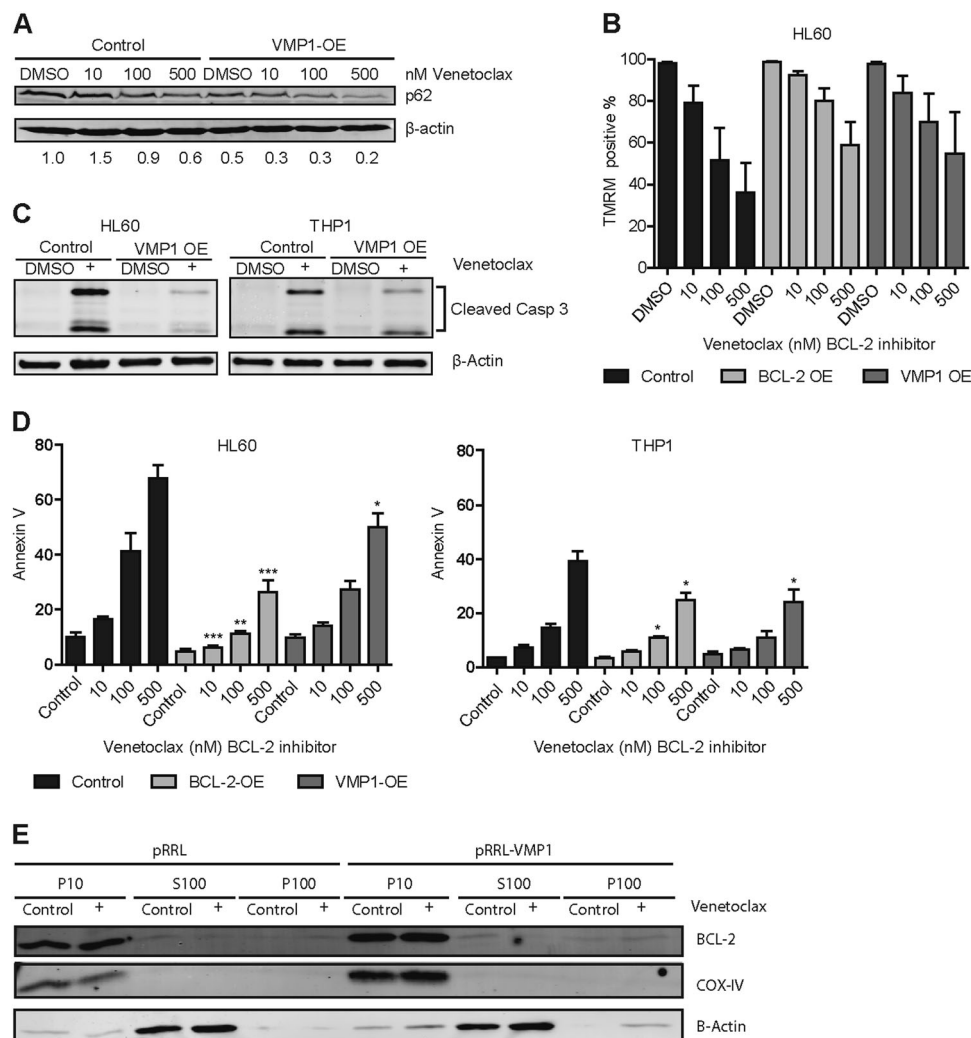 A
Control VMP1-OE
DMSO 10 100 500 DMSO 10 100 500 nM Venetoclax
p62
β-actin
1.0 1.5 0.9 0.6 0.5 0.3 0.3 0.2
B
HL60
TMRM positive %
100
80
60
40
20
0
DMSO 10 100 500 DMSO 10 100 500 DMSO 10 100 500
Venetoclax (nM) BCL-2 inhibitor
Control BCL-2 OE VMP1 OE
C
HL60 THP1
Control VMP1 OE Control VMP1 OE
DMSO + DMSO + DMSO + DMSO + Venetoclax
Cleaved Casp 3
β-Actin
D
HL60
Annexin V
80
60
40
20
0
*** ** *** *
Control 10 100 500 Control 10 100 500 Control 10 100 500
Venetoclax (nM) BCL-2 inhibitor
THP1
Annexin V
80
60
40
20
0
* * *
Control 10 100 500 Control 10 100 500 Control 10 100 500
Venetoclax (nM) BCL-2 inhibitor
Control BCL-2-OE VMP1-OE
E
pRRL pRRL-VMP1
P10 S100 P100 P10 S100 P100
Control + Control + Control + Control + Control + Control + Venetoclax
BCL-2
COX-IV
B-Actin